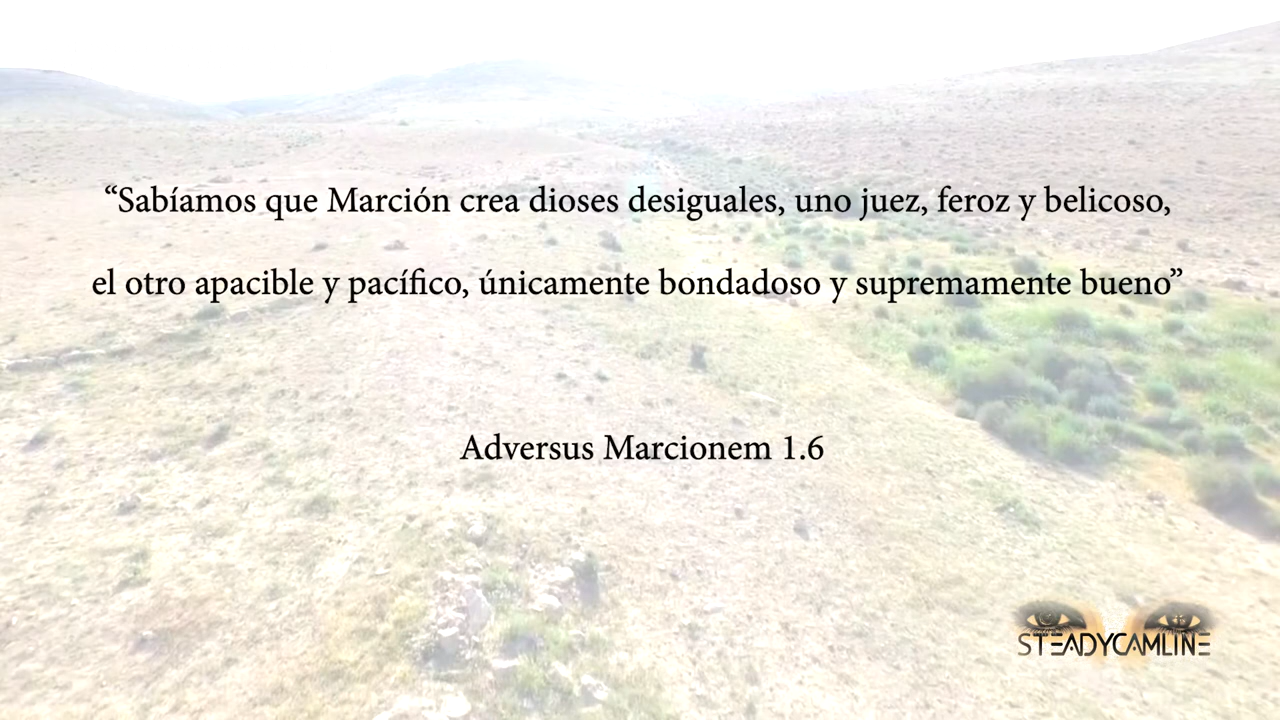 “Sabíamos que Marción crea dioses desiguales, uno juez, feroz y belicoso,
el otro apacible y pacífico, únicamente bondadoso y supremamente bueno”
Adversus Marcionem 1.6
STEADYCAMLINE